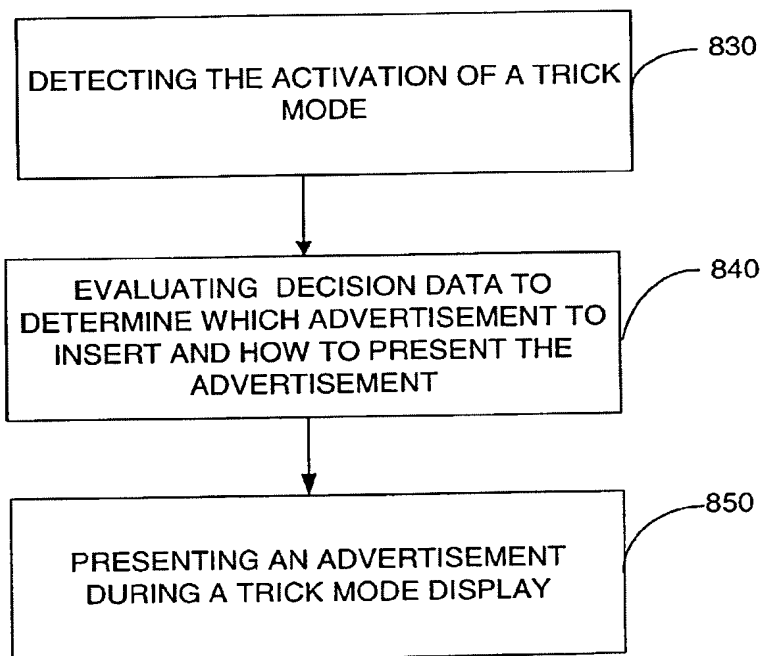 DETECTING THE ACTIVATION OF A TRICK
MODE
830
EVALUATING DECISION DATA TO
DETERMINE WHICH ADVERTISEMENT TO
INSERT AND HOW TO PRESENT THE
ADVERTISEMENT
840
PRESENTING AN ADVERTISEMENT
DURING A TRICK MODE DISPLAY
850